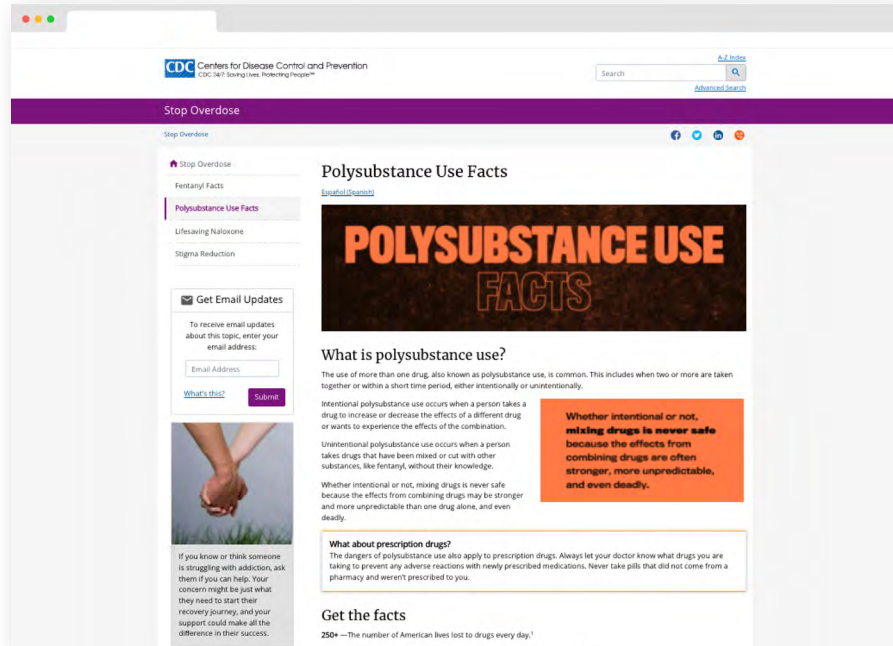 CDC Centers for Disease Control and Prevention
CDC 24/7: Saving Lives, Protecting People™
A-Z Index
Search
Advanced Search
Stop Overdose
Stop Overdose
Stop Overdose
Fentanyl Facts
Polysubstance Use Facts
Lifesaving Naloxone
Stigma Reduction
Get Email Updates
To receive email updates
about this topic, enter your
email address:
Email Address
What's this?
Submit
If you know or think someone
is struggling with addiction, ask
them if you can help. Your
concern might be just what
they need to start their
recovery journey, and your
support could make all the
difference in their success.
Polysubstance Use Facts
Español (Spanish)
POLYSUBSTANCE USE
FACTS
What is polysubstance use?
The use of more than one drug, also known as polysubstance use, is common. This includes when two or more are taken
together or within a short time period, either intentionally or unintentionally.
Intentional polysubstance use occurs when a person takes a
drug to increase or decrease the effects of a different drug
or wants to experience the effects of the combination.
Unintentional polysubstance use occurs when a person
takes drugs that have been mixed or cut with other
substances, like fentanyl, without their knowledge.
Whether intentional or not, mixing drugs is never safe
because the effects from combining drugs may be stronger
and more unpredictable than one drug alone, and even
deadly.
Whether intentional or not,
mixing drugs is never safe
because the effects from
combining drugs are often
stronger, more unpredictable,
and even deadly.
What about prescription drugs?
The dangers of polysubstance use also apply to prescription drugs. Always let your doctor know what drugs you are
taking to prevent any adverse reactions with newly prescribed medications. Never take pills that did not come from a
pharmacy and weren't prescribed to you.
Get the facts
250+ —The number of American lives lost to drugs every day.¹